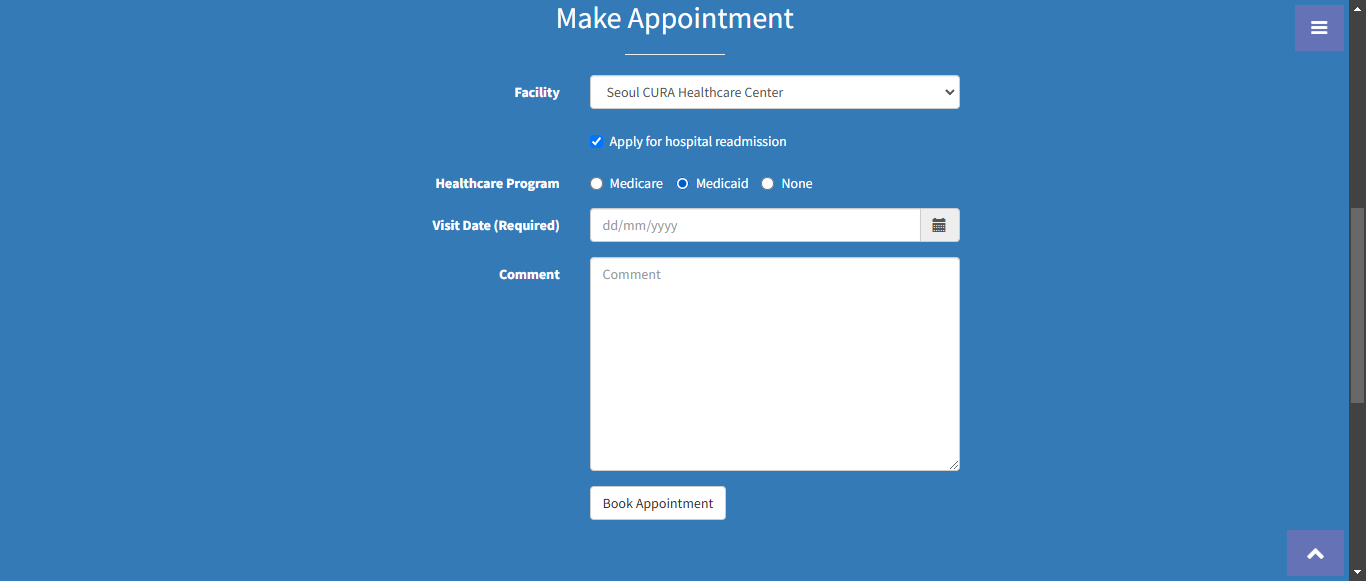 Make Appointment
Facility
Seoul CURA Healthcare Center
Apply for hospital readmission
Healthcare Program
Medicare Medicaid None
Visit Date (Required)
dd/mm/yyyy
Comment
Comment
Book Appointment